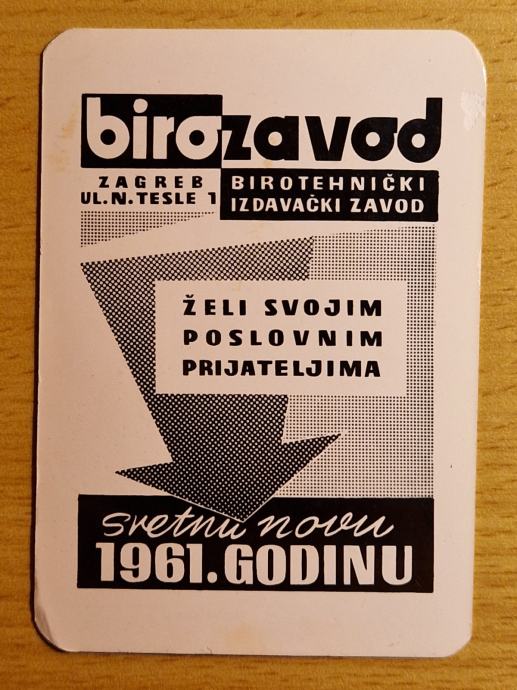 birozavod
ZAGREB
UL. N. TESLE 1
BIROTEHNIČKI
IZDAVAČKI ZAVOD
ŽELI SVOJIM
POSLOVNIM
PRIJATELJIMA
sretnu novu
1961. GODINU